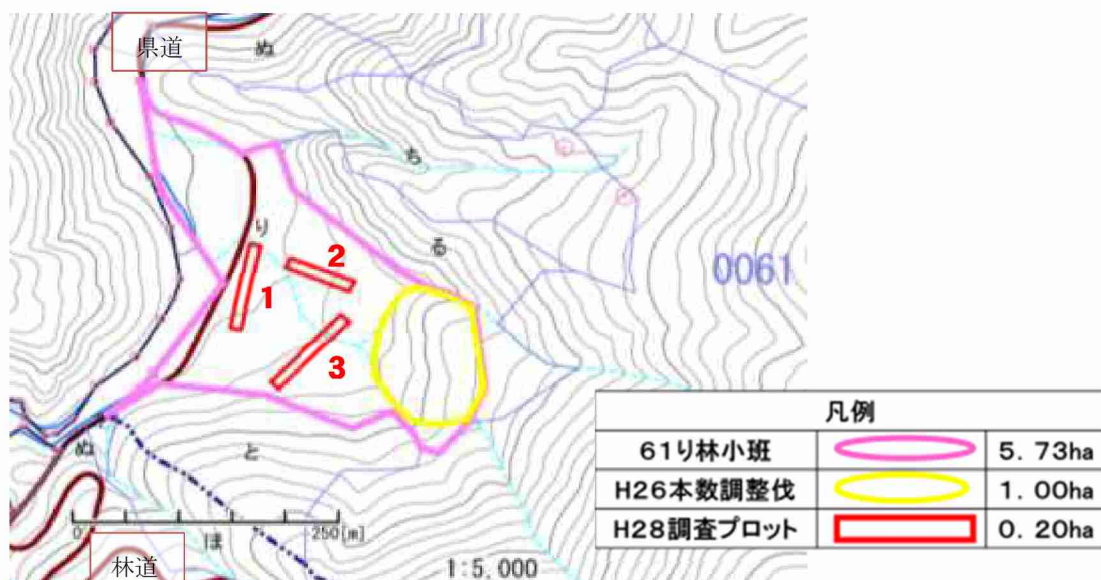 県道
ぬ
ち
り
る
0061
2
1
3
ぬ
と
0
250[m]
ほ
林道
1:5,000
凡例
61り林小班 5.73ha
H26本数調整伐 1.00ha
H28調査プロット 0.20ha